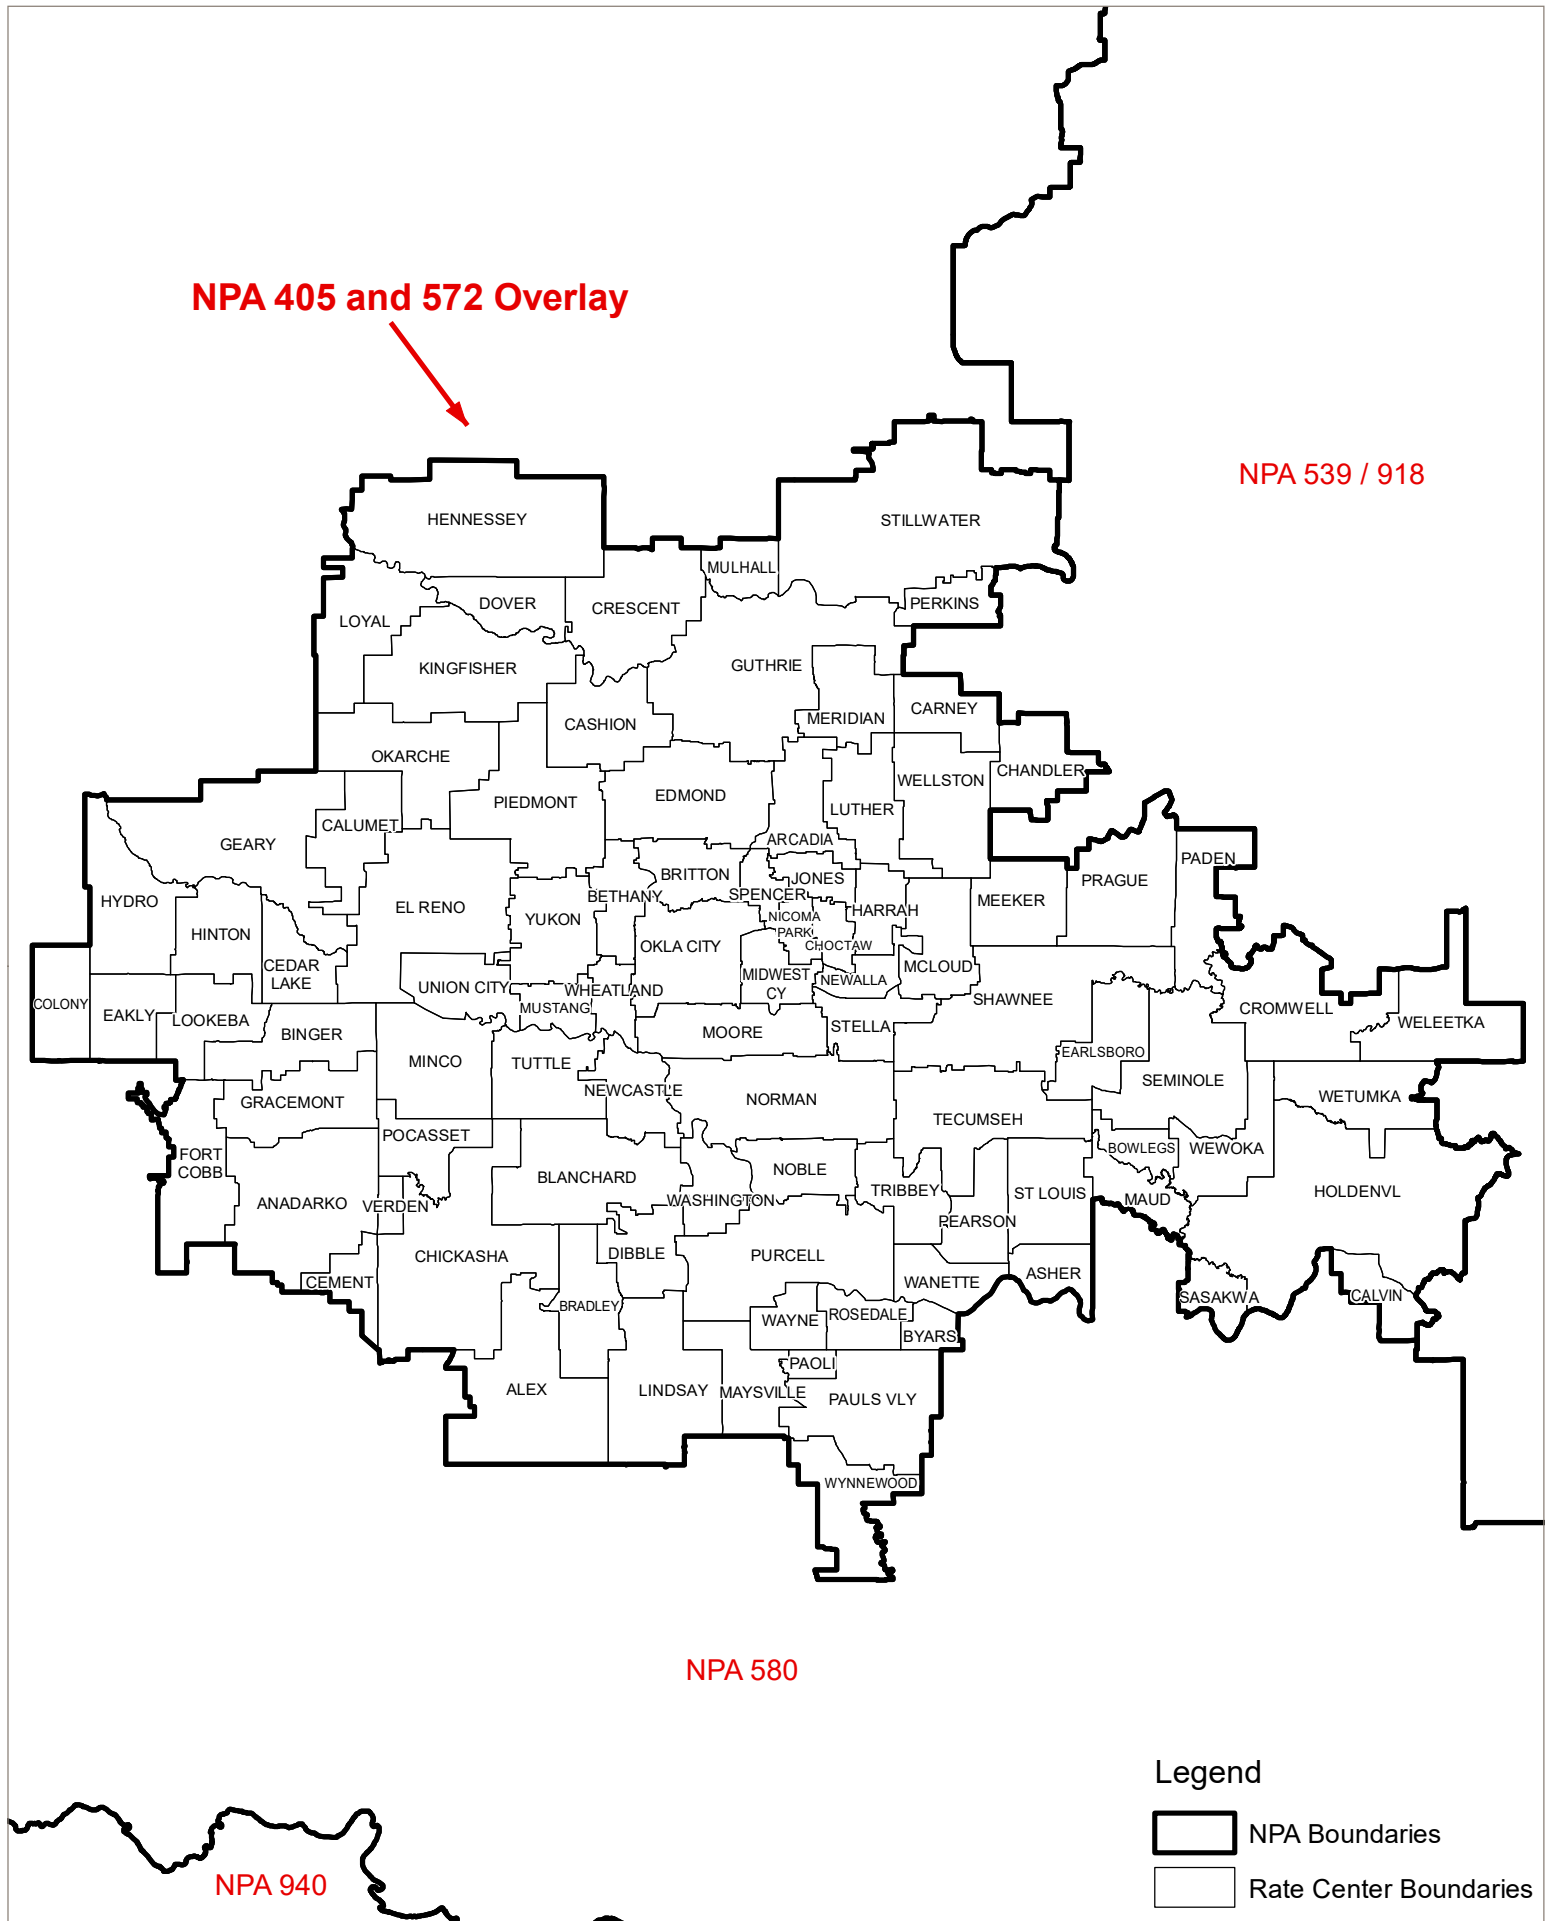 NPA 405 and 572 Overlay
NPA 539 / 918
HENNESSEY
STILLWATER
MULHALL
DOVER
CRESCENT
PERKINS
LOYAL
KINGFISHER
GUTHRIE
CARNEY
MERIDIAN
CASHION
OKARCHE
CHANDLER
WELLSTON
PIEDMONT
EDMOND
LUTHER
CALUMET
ARCADIA
GEARY
PADEN
BRITTON
JONES
PRAGUE
BETHANY
SPENCER
HYDRO
MEEKER
EL RENO
HARRAH
YUKON
NICOMA
PARK
HINTON
OKLA CITY
CHOCTAW
CEDAR
LAKE
MCLOUD
MIDWEST
CY
NEWALLA
UNION CITY
WHEATLAND
COLONY
SHAWNEE
MUSTANG
CROMWELL
EAKLY
LOOKEBA
WELEETKA
STELLA
BINGER
MOORE
EARLSBORO
MINCO
TUTTLE
SEMINOLE
NEWCASTLE
WETUMKA
GRACEMONT
NORMAN
TECUMSEH
POCASSET
BOWLEGS
WEWOKA
FORT
COBB
NOBLE
BLANCHARD
TRIBBEY
ST LOUIS
HOLDENVL
WASHINGTON
MAUD
ANADARKO
VERDEN
PEARSON
CHICKASHA
DIBBLE
PURCELL
ASHER
CEMENT
WANETTE
SASAKWA
CALVIN
BRADLEY
ROSEDALE
WAYNE
BYARS
PAOLI
ALEX
LINDSAY
MAYSVILLE
PAULS VLY
WYNNEWOOD
NPA 580
Legend
NPA Boundaries
NPA 940
Rate Center Boundaries